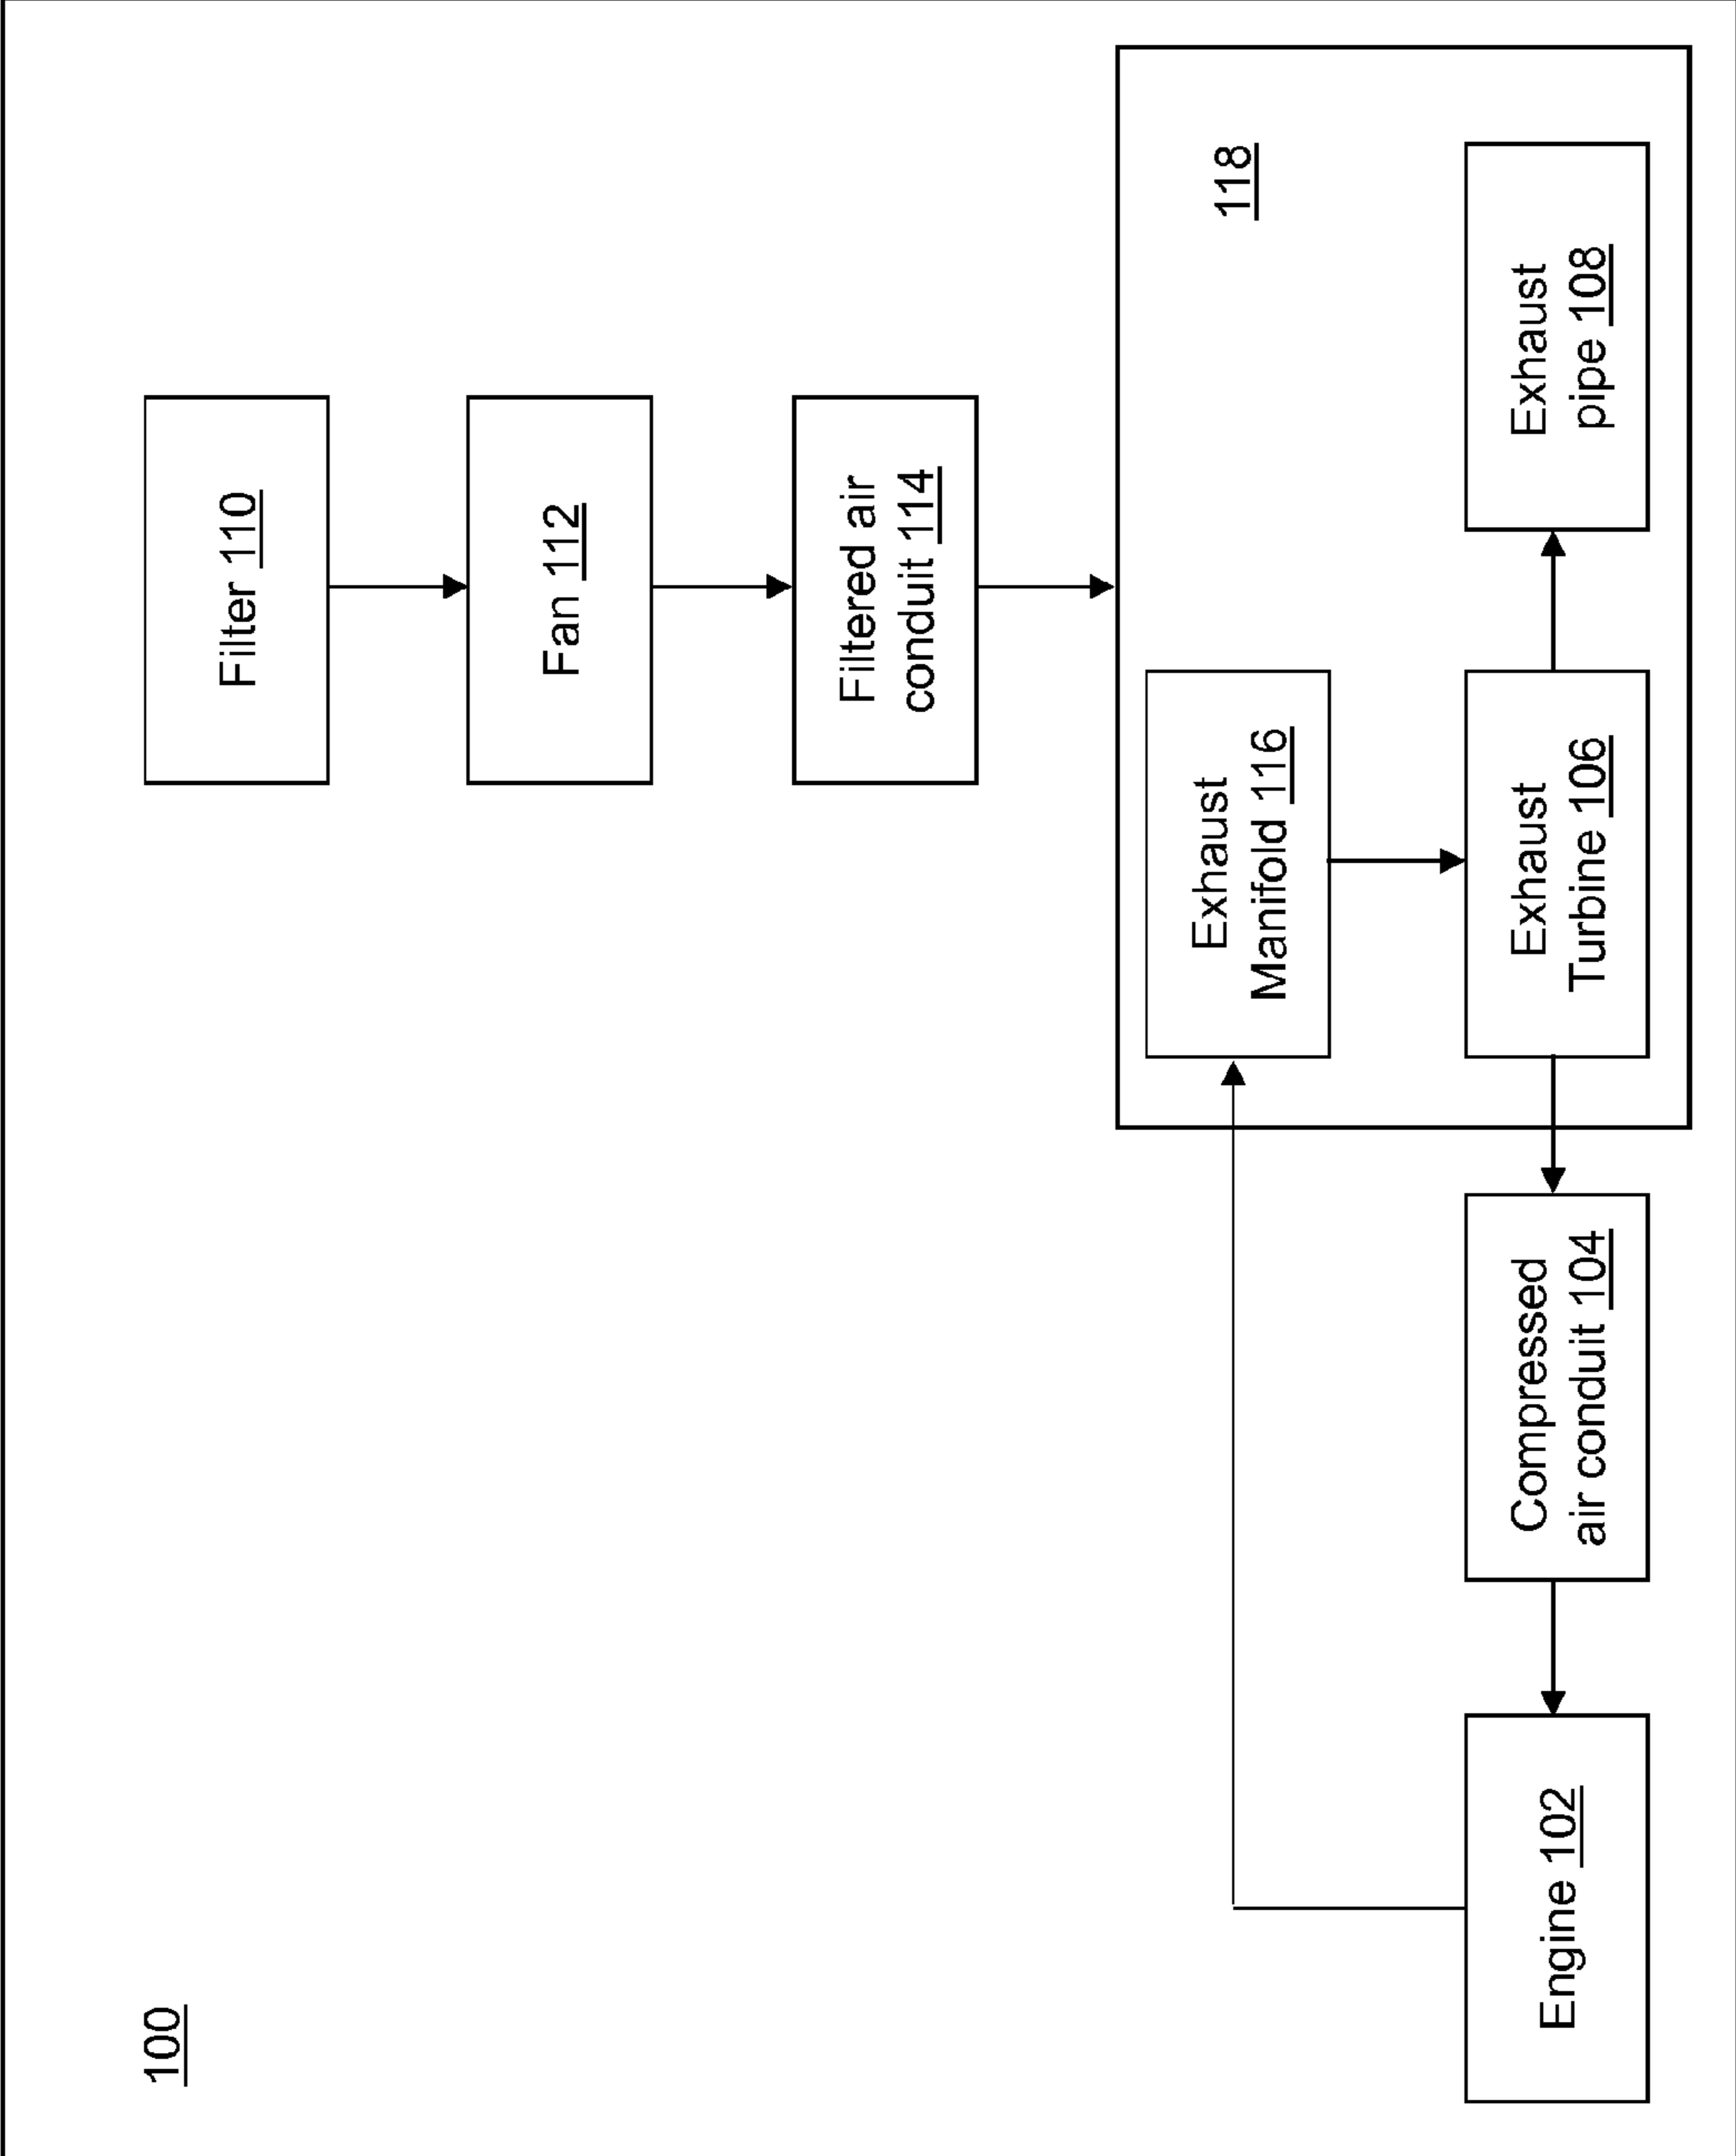 100
Filter 110
Fan 112
Filtered air
conduit 114
Exhaust
Manifold 116
118
Engine 102
Compressed
air conduit 104
Exhaust
Turbine 106
Exhaust
pipe 108